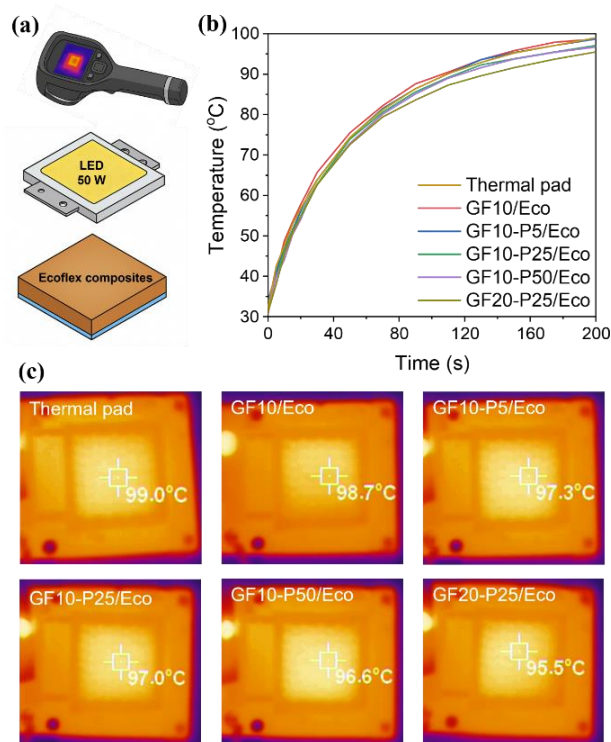 (a)
LED
50 W
Ecoflex composites
(b)
Temperature (°C)
100
90
80
70
60
50
40
30
0
40
80
120
160
200
Time (s)
Thermal pad
GF10/Eco
GF10-P5/Eco
GF10-P25/Eco
GF10-P50/Eco
GF20-P25/Eco
(c)
Thermal pad
99.0°C
GF10/Eco
98.7°C
GF10-P5/Eco
97.3°C
GF10-P25/Eco
97.0°C
GF10-P50/Eco
96.6°C
GF20-P25/Eco
95.5°C